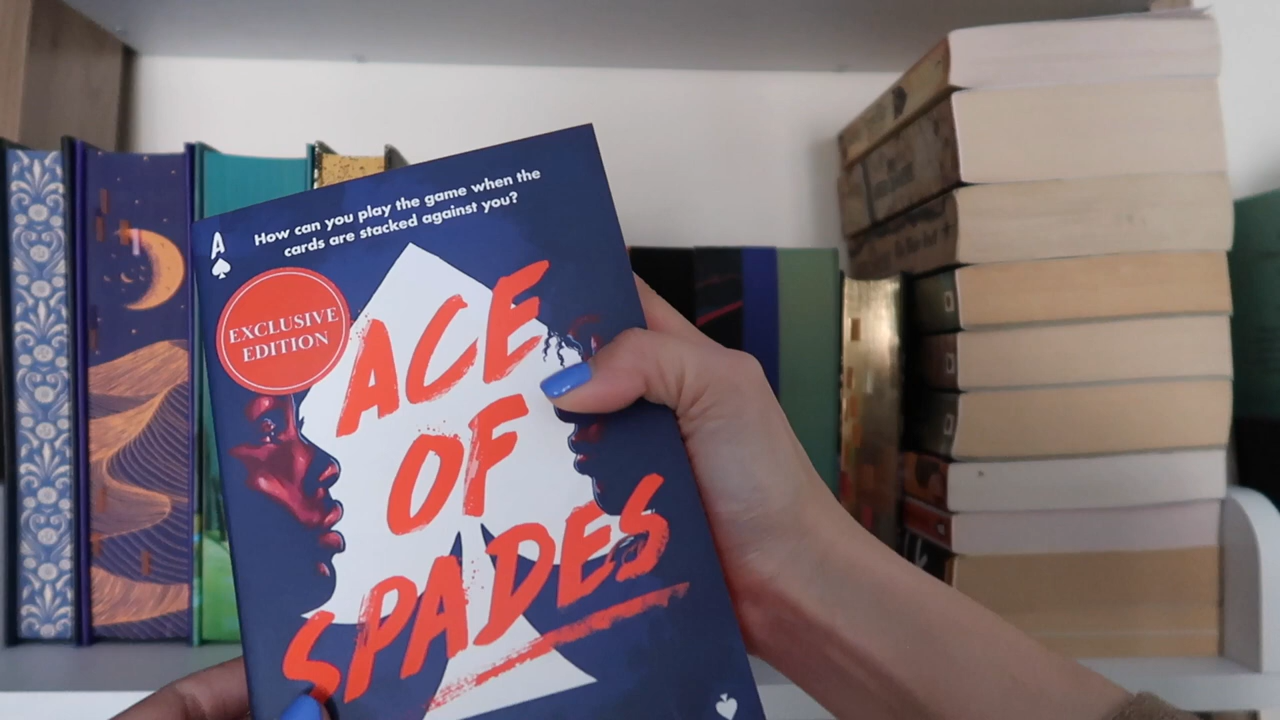 How can you play the game when the
cards are stacked against you?
A
EXCLUSIVE
EDITION
ACE
OF
SPADES